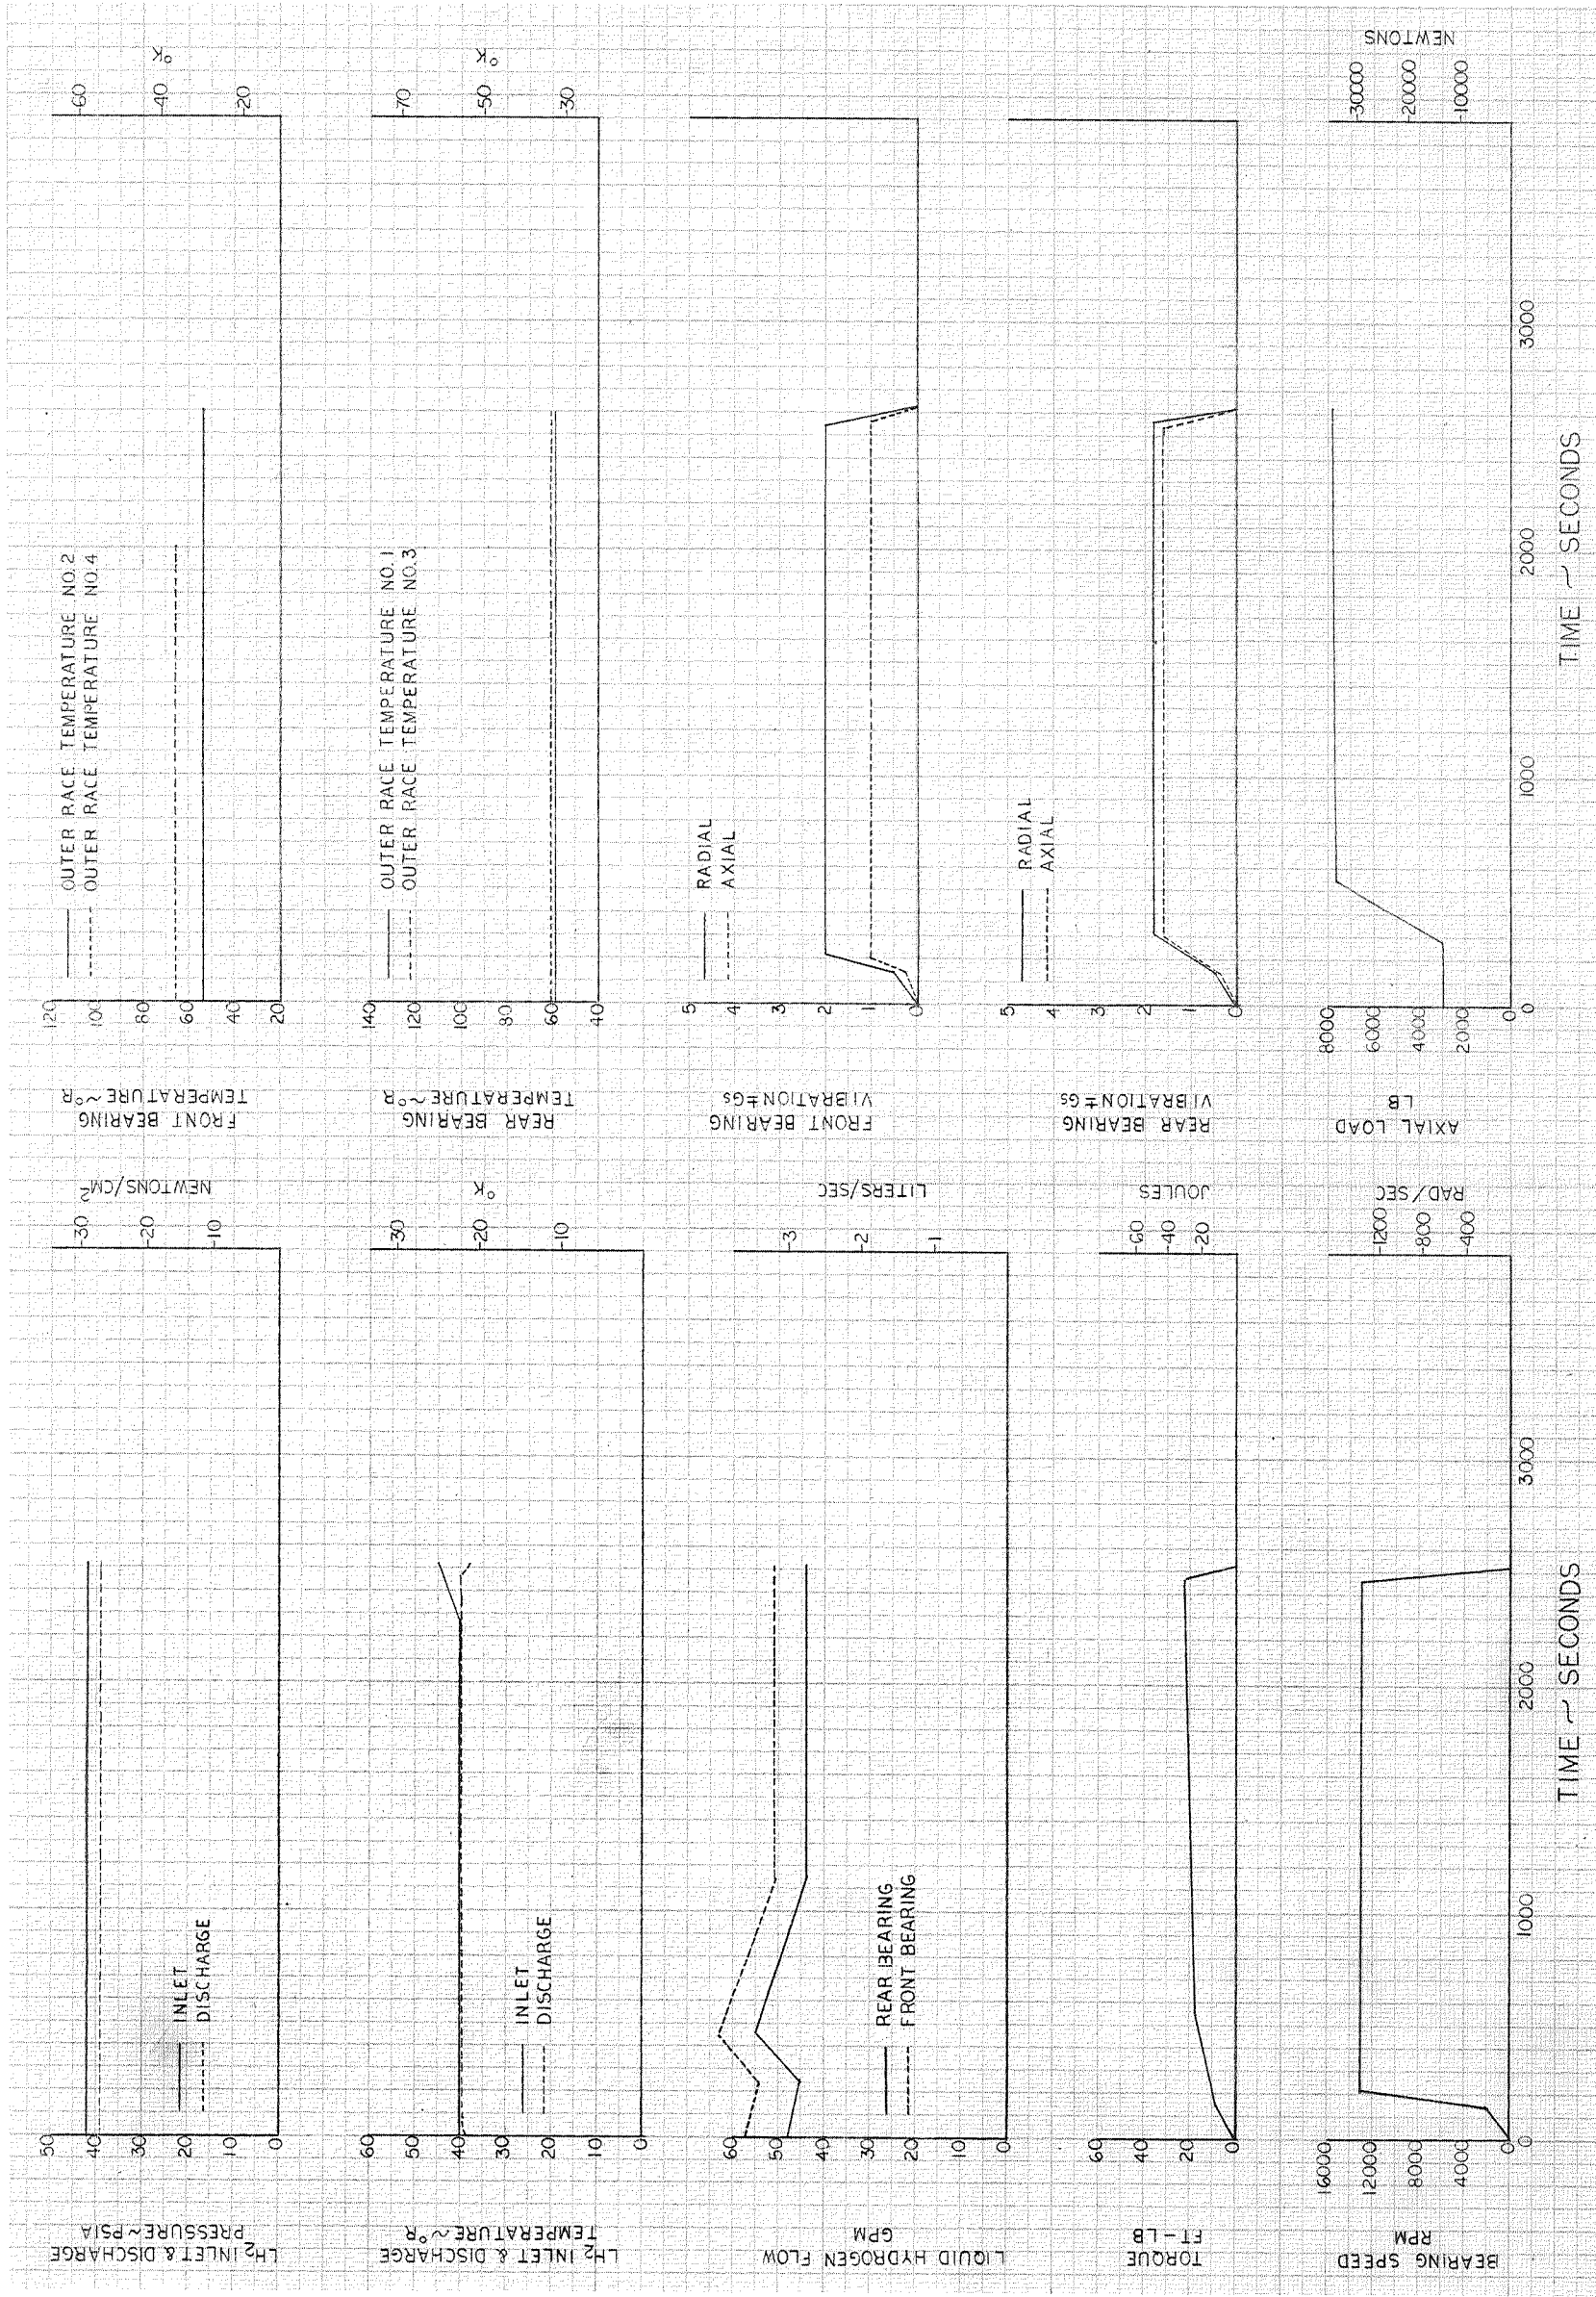 LH2 INLET & DISCHARGE
PRESSURE~PSIA
50
40
30
20
10
0
INLET
DISCHARGE
-30
-20
-10
NEWTONS/CM2
LH2 INLET & DISCHARGE
TEMPERATURE~°R
60
50
40
30
20
10
0
INLET
DISCHARGE
-30
-20
-10
°K
LIQUID HYDROGEN FLOW
GPM
60
50
40
30
20
10
0
REAR BEARING
FRONT BEARING
-3
-2
-1
LITERS/SEC
TORQUE
FT-LB
60
40
20
0
-60
-40
-20
JOULES
BEARING SPEED
RPM
16000
12000
8000
4000
0
-1200
-800
-400
RAD/SEC
0
1000
2000
3000
TIME ~ SECONDS
FRONT BEARING
TEMPERATURE~°R
120
100
80
60
40
20
OUTER RACE TEMPERATURE NO.2
OUTER RACE TEMPERATURE NO.4
-60
-40
-20
°K
REAR BEARING
TEMPERATURE~°R
140
120
100
80
60
40
OUTER RACE TEMPERATURE NO.1
OUTER RACE TEMPERATURE NO.3
-70
-50
-30
°K
FRONT BEARING
VIBRATION±Gs
5
4
3
2
1
0
RADIAL
AXIAL
REAR BEARING
VIBRATION±Gs
5
4
3
2
1
0
RADIAL
AXIAL
AXIAL LOAD
LB
8000
6000
4000
2000
0
-30000
-20000
-10000
NEWTONS
0
1000
2000
3000
TIME ~ SECONDS